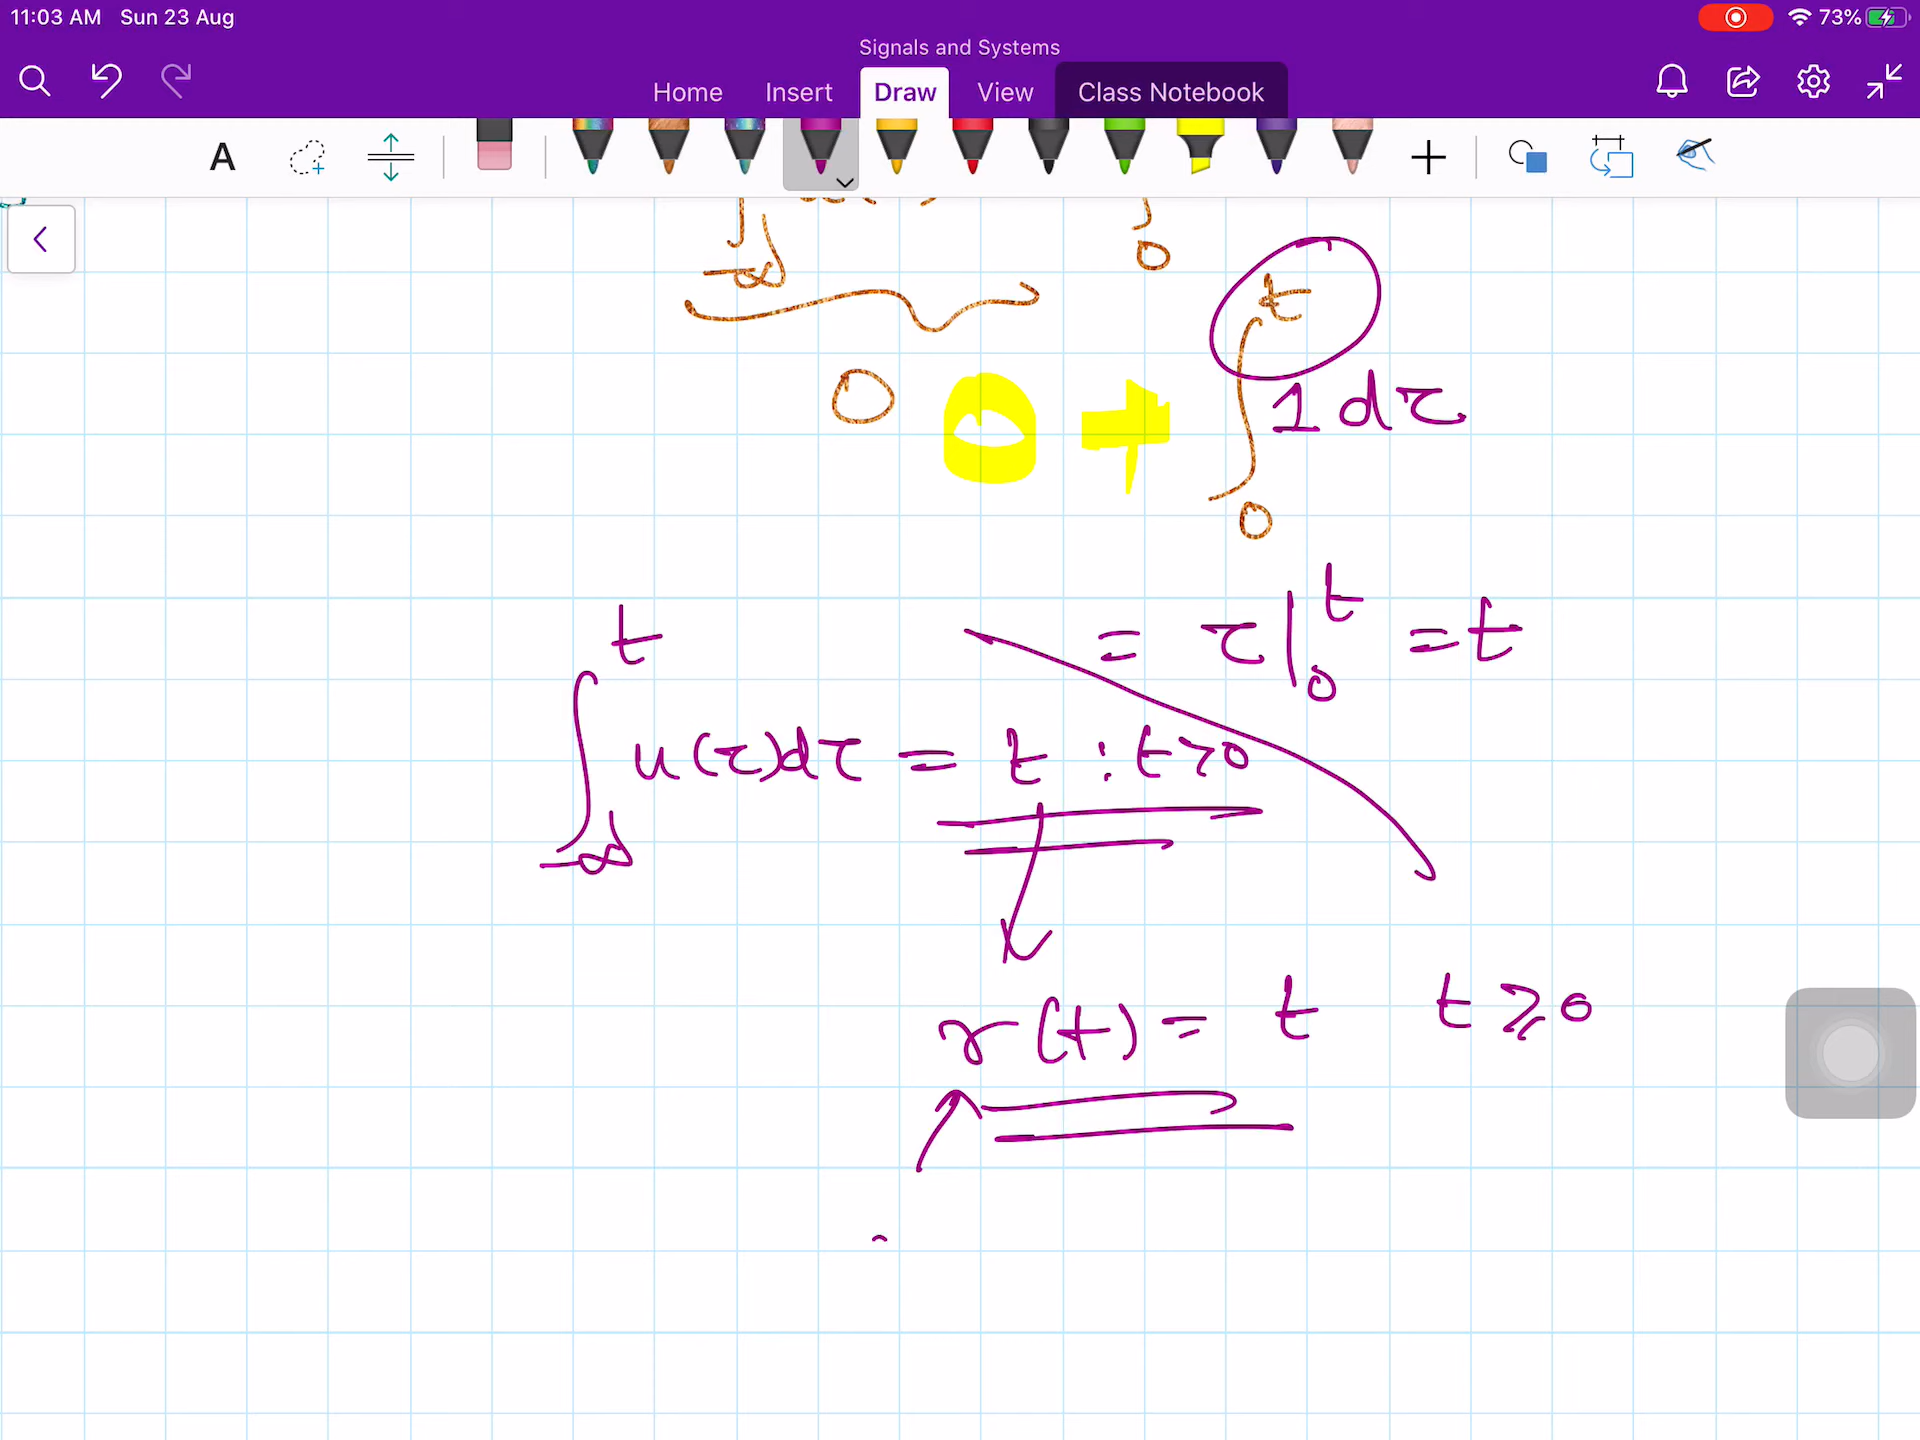 11:03 AM Sun 23 Aug
73%
Signals and Systems
Home Insert Draw View Class Notebook
A
-∞
0
t
0
0 + ∫ 1 dτ
0
= τ |₀ᵗ = t
t
∫ u(τ)dτ = t : t>0
-∞
r(t) = t t ≥ 0